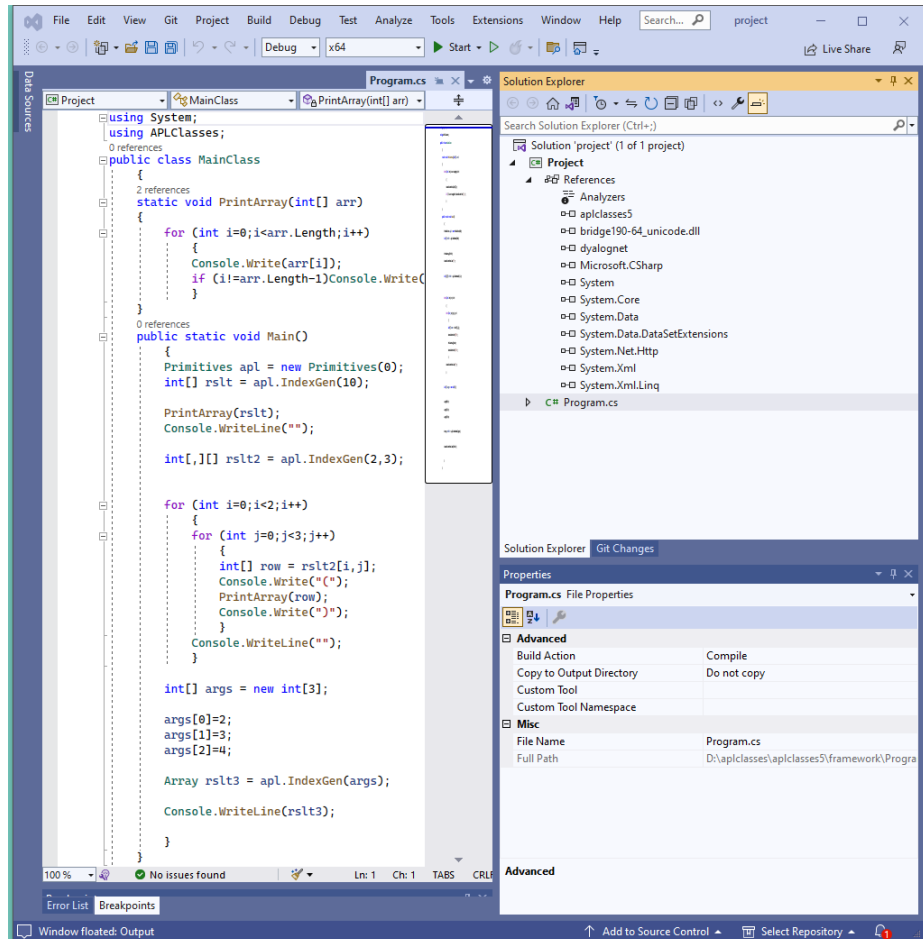 File Edit View Git Project Build Debug Test Analyze Tools Extensions Window Help Search... project
Debug x64 Start Live Share
Data Sources
Program.cs
Project MainClass PrintArray(int[] arr)
using System;
using APLClasses;
0 references
public class MainClass
{
2 references
static void PrintArray(int[] arr)
{
for (int i=0;i<arr.Length;i++)
{
Console.Write(arr[i]);
if (i!=arr.Length-1)Console.Write(
}
}
0 references
public static void Main()
{
Primitives apl = new Primitives(0);
int[] rslt = apl.IndexGen(10);
PrintArray(rslt);
Console.WriteLine("");
int[,][] rslt2 = apl.IndexGen(2,3);
for (int i=0;i<2;i++)
{
for (int j=0;j<3;j++)
{
int[] row = rslt2[i,j];
Console.Write("(");
PrintArray(row);
Console.Write(")");
}
Console.WriteLine("");
}
int[] args = new int[3];
args[0]=2;
args[1]=3;
args[2]=4;
Array rslt3 = apl.IndexGen(args);
Console.WriteLine(rslt3);
}
}
100 % No issues found Ln: 1 Ch: 1 TABS CRLF
Error List Breakpoints
Solution Explorer
Search Solution Explorer (Ctrl+;)
Solution 'project' (1 of 1 project)
C# Project
References
Analyzers
aplclasses5
bridge190-64_unicode.dll
dyalognet
Microsoft.CSharp
System
System.Core
System.Data
System.Data.DataSetExtensions
System.Net.Http
System.Xml
System.Xml.Linq
C# Program.cs
Solution Explorer Git Changes
Properties
Program.cs File Properties
Advanced
Build Action Compile
Copy to Output Directory Do not copy
Custom Tool
Custom Tool Namespace
Misc
File Name Program.cs
Full Path D:\aplclasses\aplclasses5\framework\Progra
Advanced
Window floated: Output Add to Source Control Select Repository 1